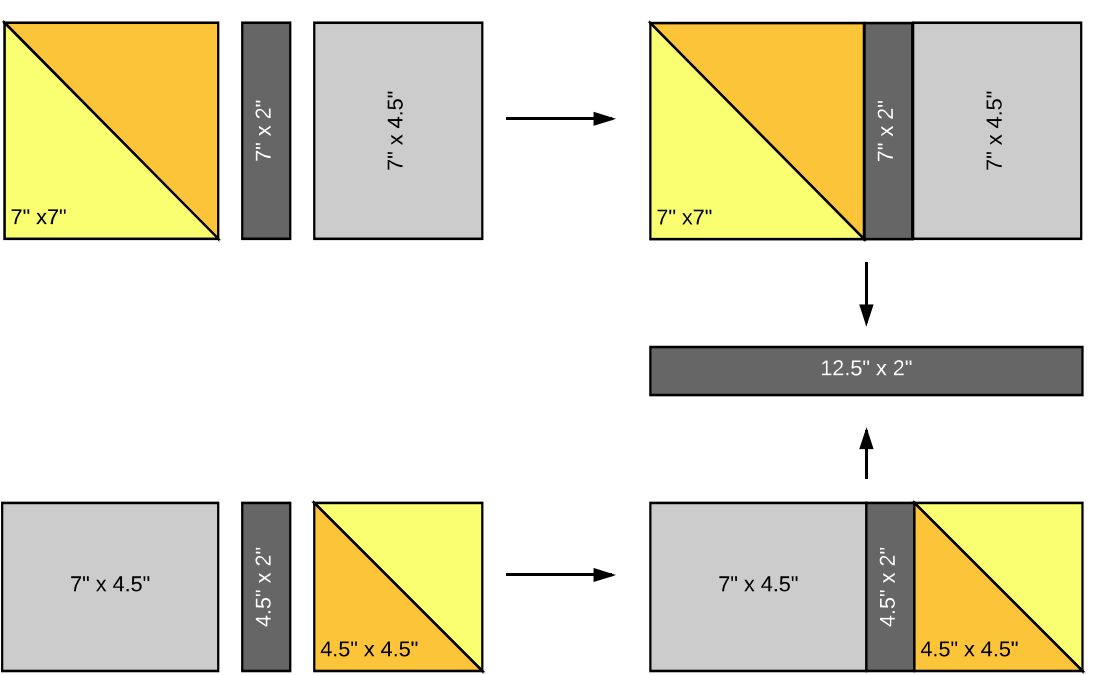 7" x7"
7" x 2"
7" x 4.5"
7" x7"
7" x 2"
7" x 4.5"
12.5" x 2"
7" x 4.5"
4.5" x 2"
4.5" x 4.5"
7" x 4.5"
4.5" x 2"
4.5" x 4.5"